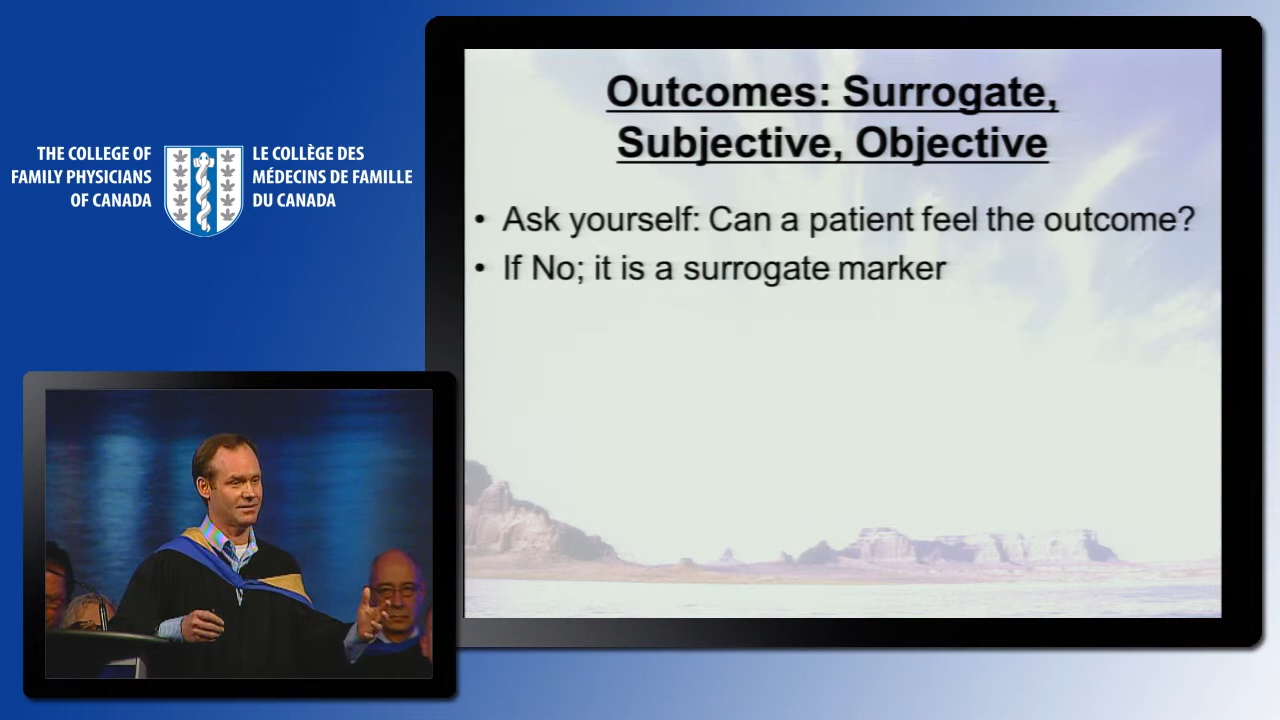 THE COLLEGE OF
FAMILY PHYSICIANS
OF CANADA
LE COLLÈGE DES
MÉDECINS DE FAMILLE
DU CANADA
Outcomes: Surrogate,
Subjective, Objective
• Ask yourself: Can a patient feel the outcome?
• If No; it is a surrogate marker